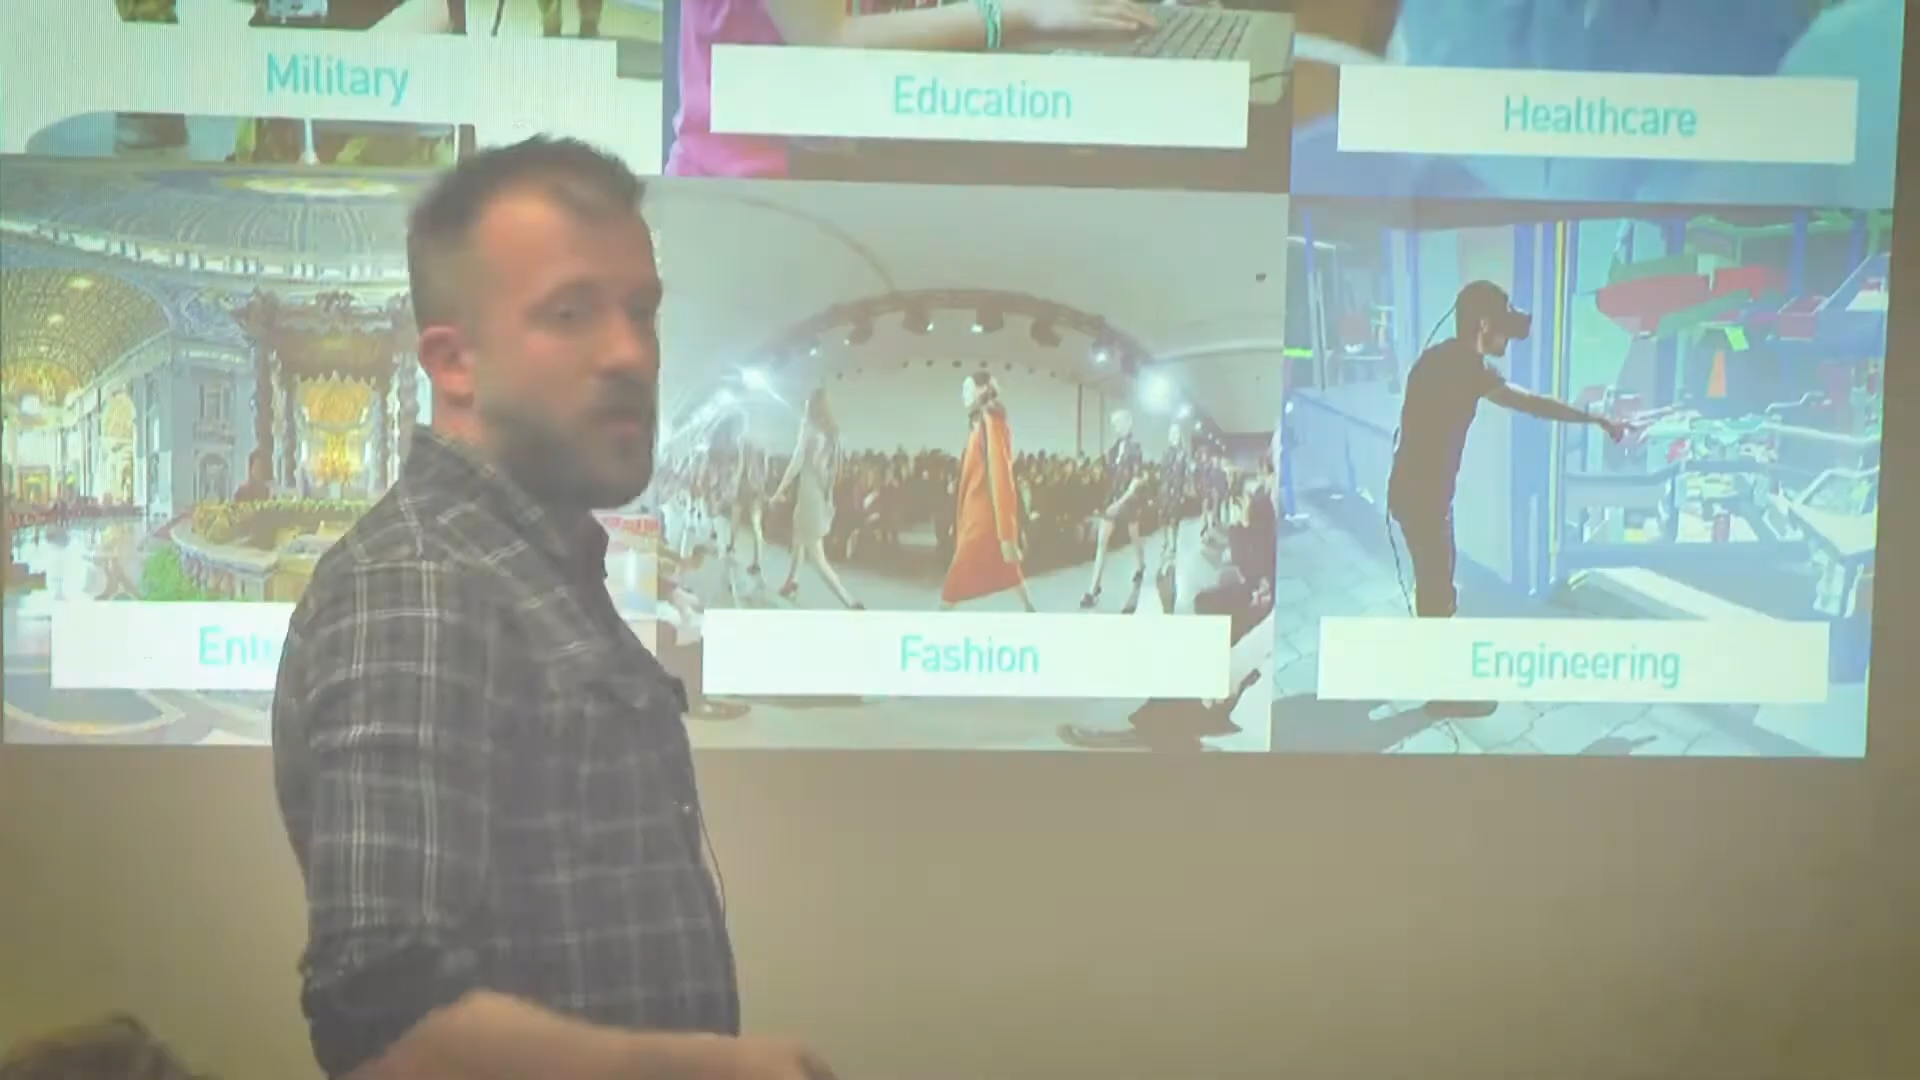 Military
Education
Healthcare
Fashion
Engineering